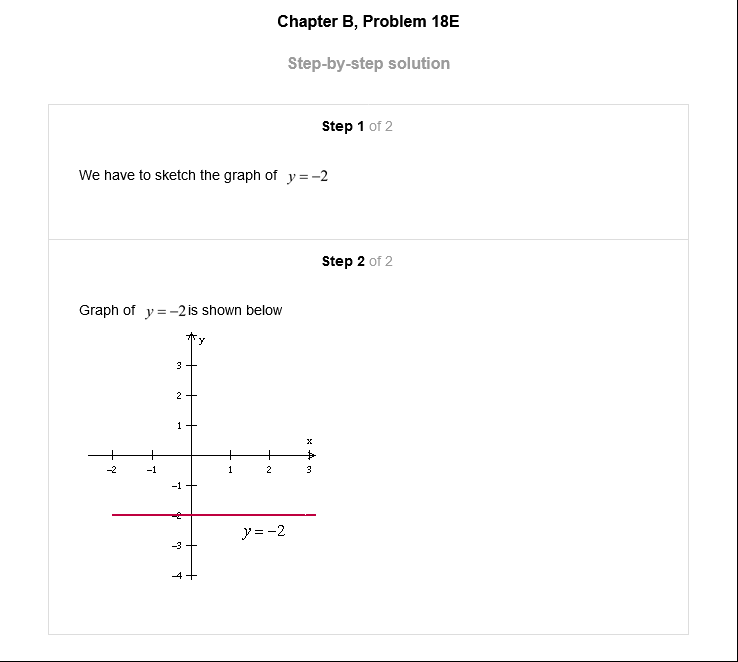 Chapter B, Problem 18E
Step-by-step solution
Step 1 of 2
We have to sketch the graph of y = −2
Step 2 of 2
Graph of y = −2 is shown below
y
3
2
1
x
−2 −1 1 2 3
−1
−2
y = −2
−3
−4